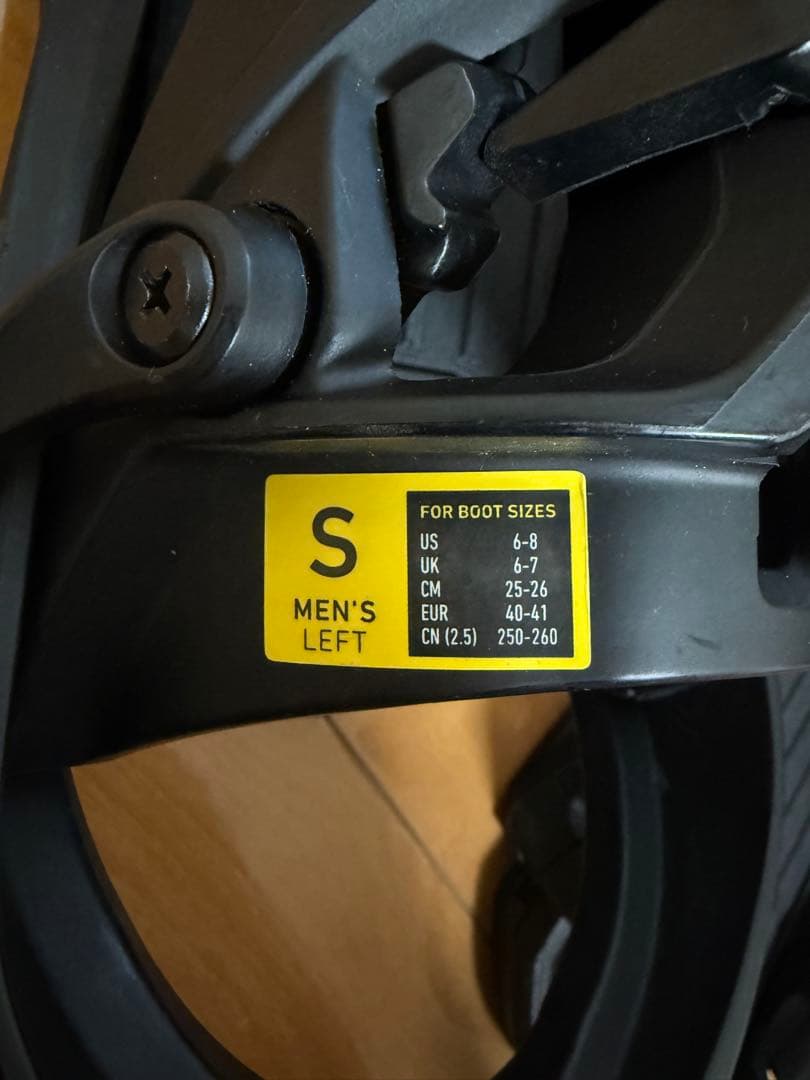 S
MEN'S
LEFT
FOR BOOT SIZES
US 6-8
UK 6-7
CM 25-26
EUR 40-41
CN (2.5) 250-260